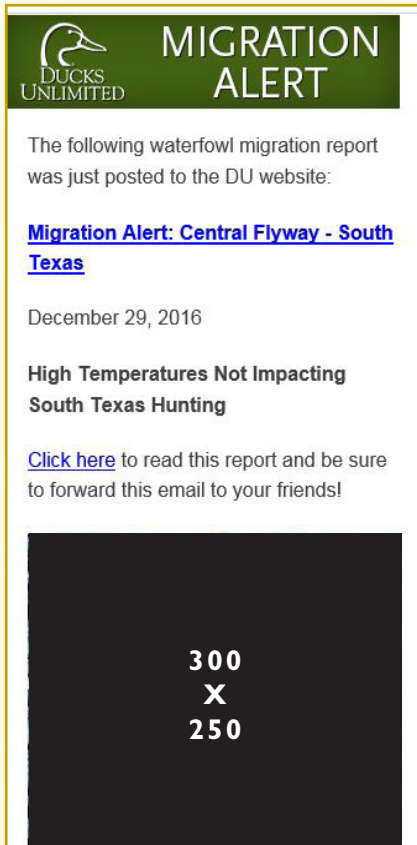 DUCKS
UNLIMITED
MIGRATION
ALERT
The following waterfowl migration report
was just posted to the DU website:
Migration Alert: Central Flyway - South
Texas
December 29, 2016
High Temperatures Not Impacting
South Texas Hunting
Click here to read this report and be sure
to forward this email to your friends!
300
X
250